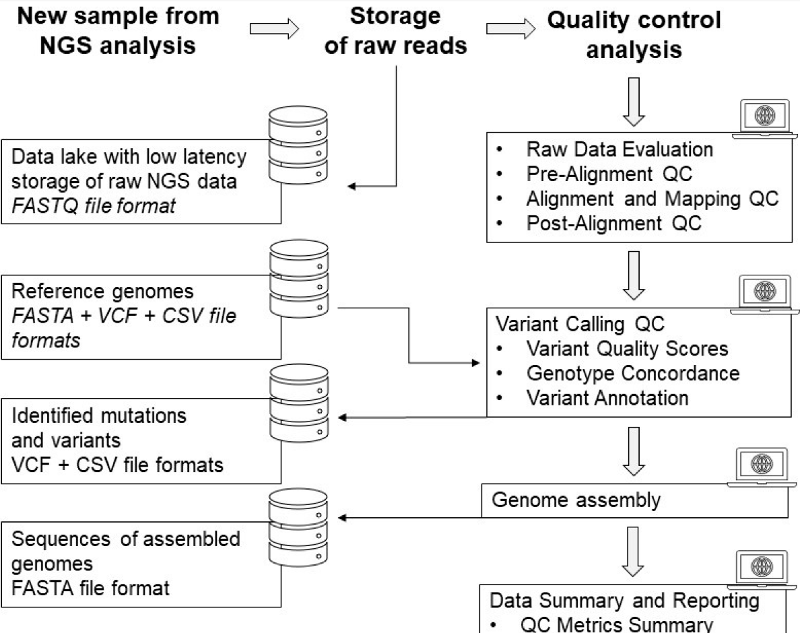 New sample from
NGS analysis
Storage
of raw reads
Quality control
analysis
Data lake with low latency
storage of raw NGS data
FASTQ file format
• Raw Data Evaluation
• Pre-Alignment QC
• Alignment and Mapping QC
• Post-Alignment QC
Reference genomes
FASTA + VCF + CSV file
formats
Variant Calling QC
• Variant Quality Scores
• Genotype Concordance
• Variant Annotation
Identified mutations
and variants
VCF + CSV file formats
Genome assembly
Sequences of assembled
genomes
FASTA file format
Data Summary and Reporting
• QC Metrics Summary